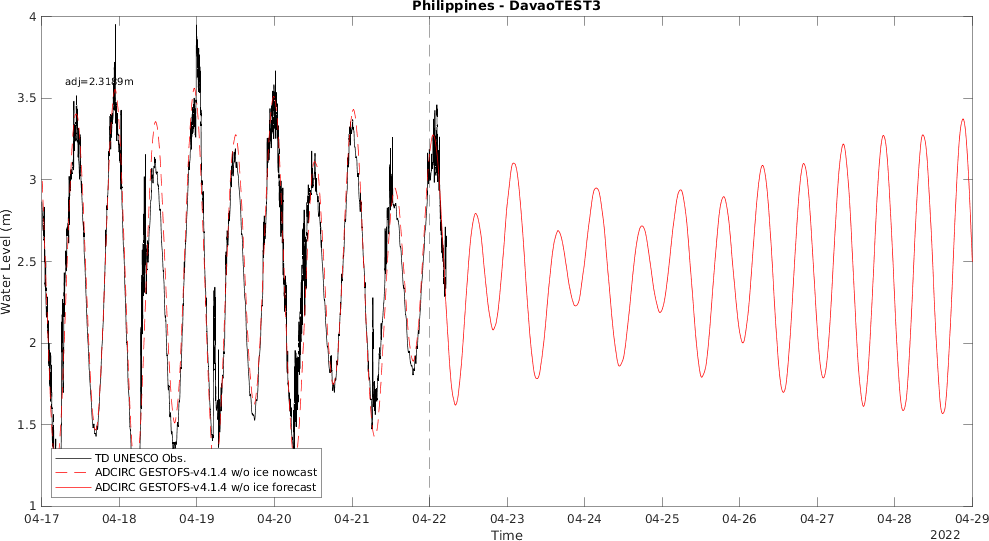 Philippines - DavaoTEST3
adj=2.3189m
Water Level (m)
4
3.5
3
2.5
2
1.5
1
TD UNESCO Obs.
ADCIRC GESTOFS-v4.1.4 w/o ice nowcast
ADCIRC GESTOFS-v4.1.4 w/o ice forecast
04-17 04-18 04-19 04-20 04-21 04-22 04-23 04-24 04-25 04-26 04-27 04-28 04-29
Time
2022